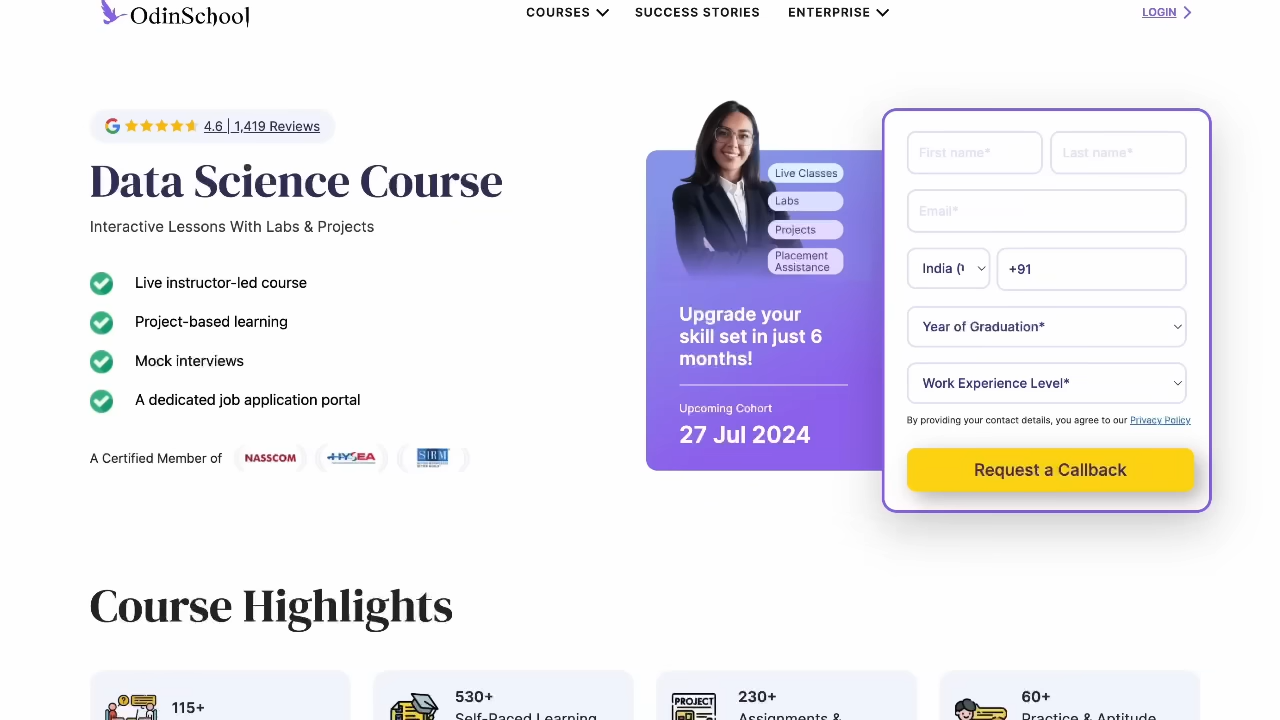 OdinSchool
COURSES
SUCCESS STORIES
ENTERPRISE
LOGIN
4.6 | 1,419 Reviews
Data Science Course
Interactive Lessons With Labs & Projects
Live instructor-led course
Project-based learning
Mock interviews
A dedicated job application portal
A Certified Member of
NASSCOM
HYSEA
Live Classes
Labs
Projects
Placement
Assistance
Upgrade your
skill set in just 6
months!
Upcoming Cohort
27 Jul 2024
First name*
Last name*
Email*
India
+91
Year of Graduation*
Work Experience Level*
By providing your contact details, you agree to our Privacy Policy
Request a Callback
Course Highlights
115+
530+
Self-Paced Learning
PROJECT
230+
Assignments &
60+
Practice & Aptitude